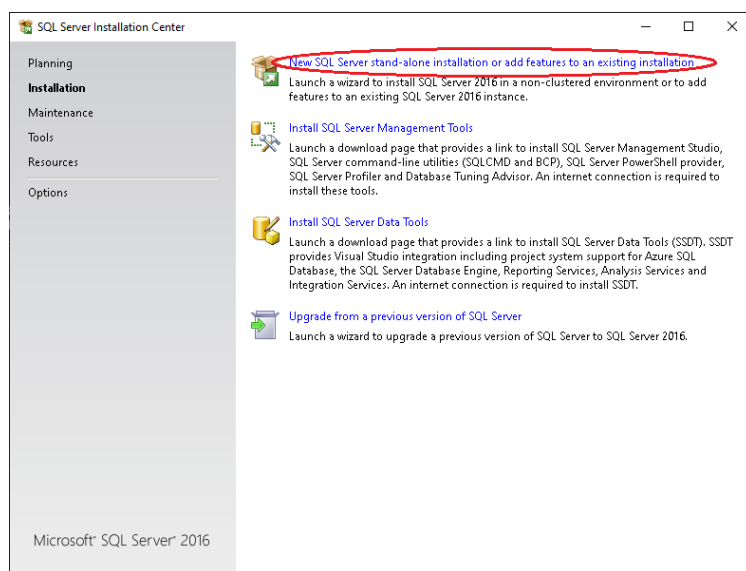 SQL Server Installation Center
Planning
Installation
Maintenance
Tools
Resources
Options
New SQL Server stand-alone installation or add features to an existing installation
Launch a wizard to install SQL Server 2016 in a non-clustered environment or to add
features to an existing SQL Server 2016 instance.
Install SQL Server Management Tools
Launch a download page that provides a link to install SQL Server Management Studio,
SQL Server command-line utilities (SQLCMD and BCP), SQL Server PowerShell provider,
SQL Server Profiler and Database Tuning Advisor. An internet connection is required to
install these tools.
Install SQL Server Data Tools
Launch a download page that provides a link to install SQL Server Data Tools (SSDT). SSDT
provides Visual Studio integration including project system support for Azure SQL
Database, the SQL Server Database Engine, Reporting Services, Analysis Services and
Integration Services. An internet connection is required to install SSDT.
Upgrade from a previous version of SQL Server
Launch a wizard to upgrade a previous version of SQL Server to SQL Server 2016.
Microsoft® SQL Server® 2016